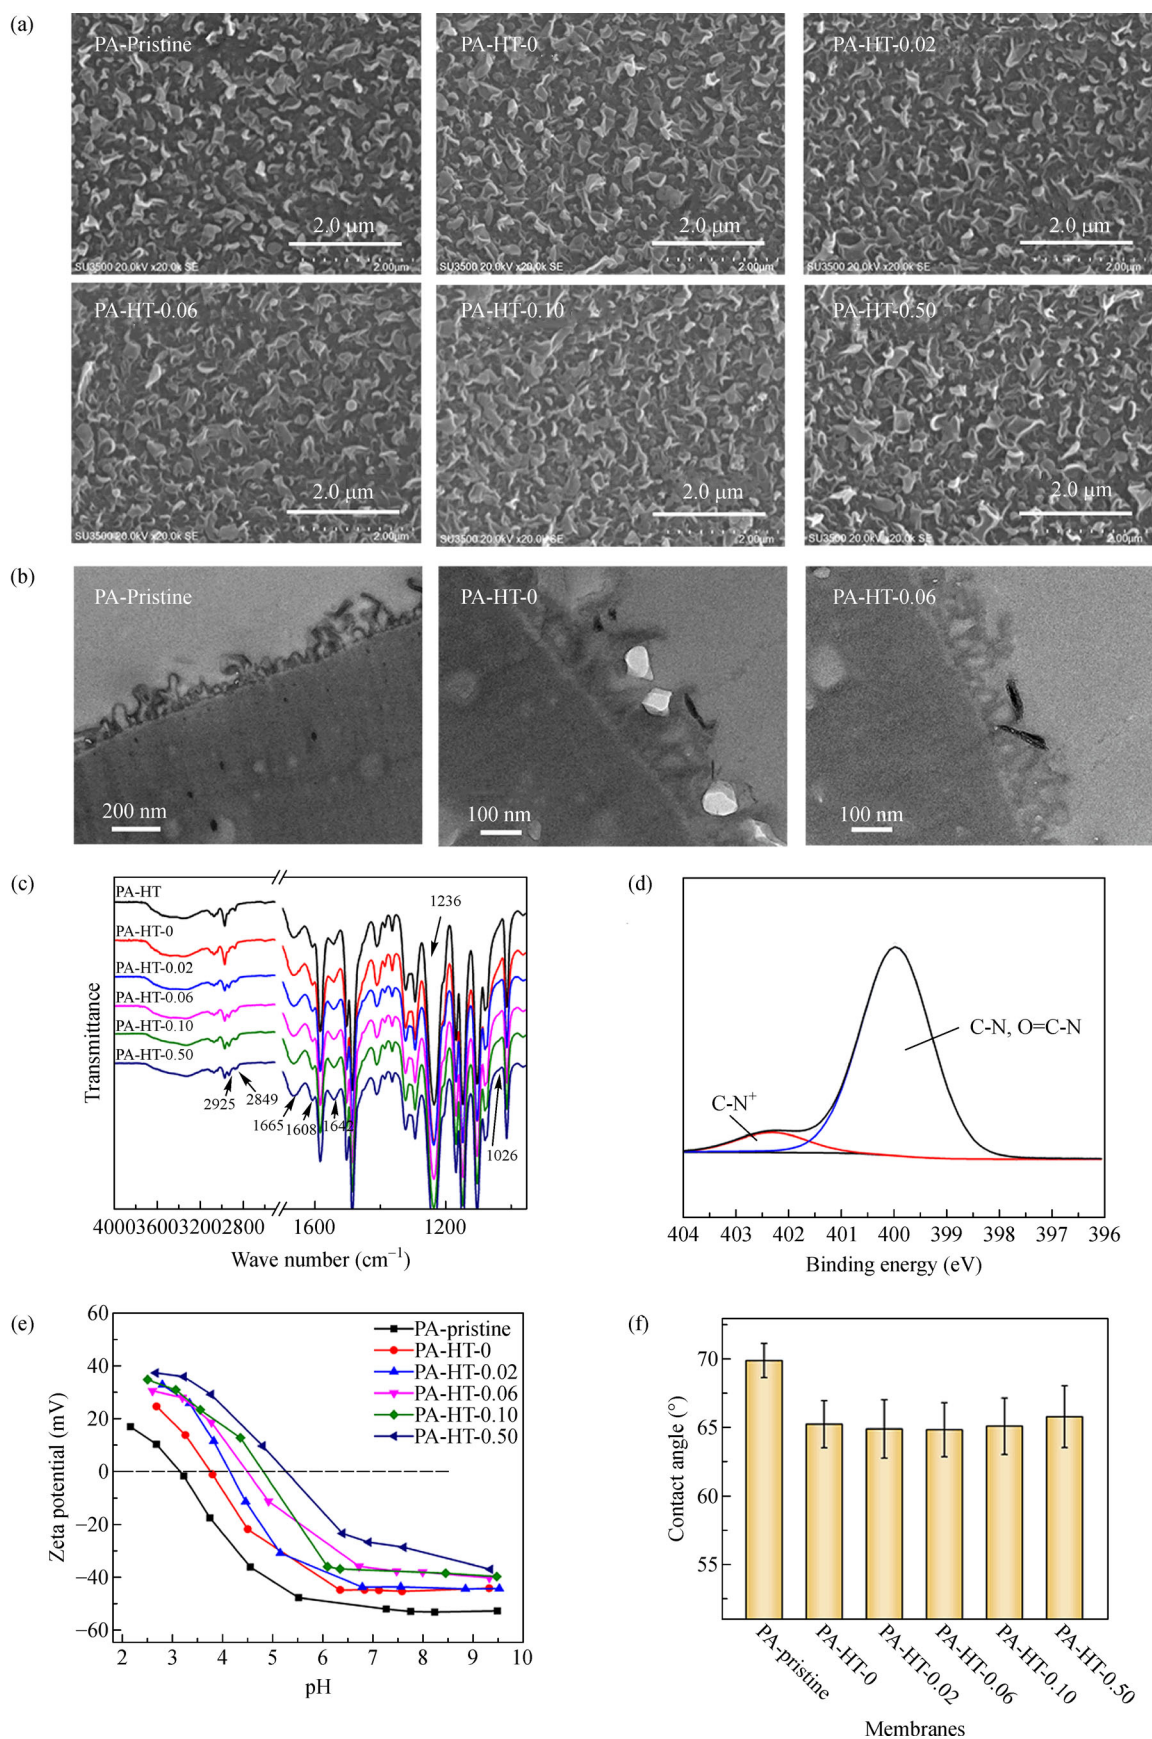 (a)
PA-Pristine
PA-HT-0
PA-HT-0.02
2.0 μm
2.0 μm
2.0 μm
SU3500 20.0kV x20.0k SE
2.00μm
SU3500 20.0kV x20.0k SE
2.00μm
SU3500 20.0kV x20.0k SE
2.00μm
PA-HT-0.06
PA-HT-0.10
PA-HT-0.50
2.0 μm
2.0 μm
2.0 μm
SU3500 20.0kV x20.0k SE
2.00μm
SU3500 20.0kV x20.0k SE
2.00μm
SU3500 20.0kV x20.0k SE
2.00μm
(b)
PA-Pristine
PA-HT-0
PA-HT-0.06
200 nm
100 nm
100 nm
(c)
PA-HT
PA-HT-0
PA-HT-0.02
PA-HT-0.06
PA-HT-0.10
PA-HT-0.50
1236
2925
2849
1665
1608
1642
1026
Transmittance
4000 3600 3200 2800 1600 1200
Wave number (cm⁻¹)
(d)
C-N, O=C-N
C-N⁺
404 403 402 401 400 399 398 397 396
Binding energy (eV)
(e)
PA-pristine
PA-HT-0
PA-HT-0.02
PA-HT-0.06
PA-HT-0.10
PA-HT-0.50
60
40
20
0
−20
−40
−60
Zeta potential (mV)
2 3 4 5 6 7 8 9 10
pH
(f)
70
65
60
55
Contact angle (°)
PA-pristine
PA-HT-0
PA-HT-0.02
PA-HT-0.06
PA-HT-0.10
PA-HT-0.50
Membranes